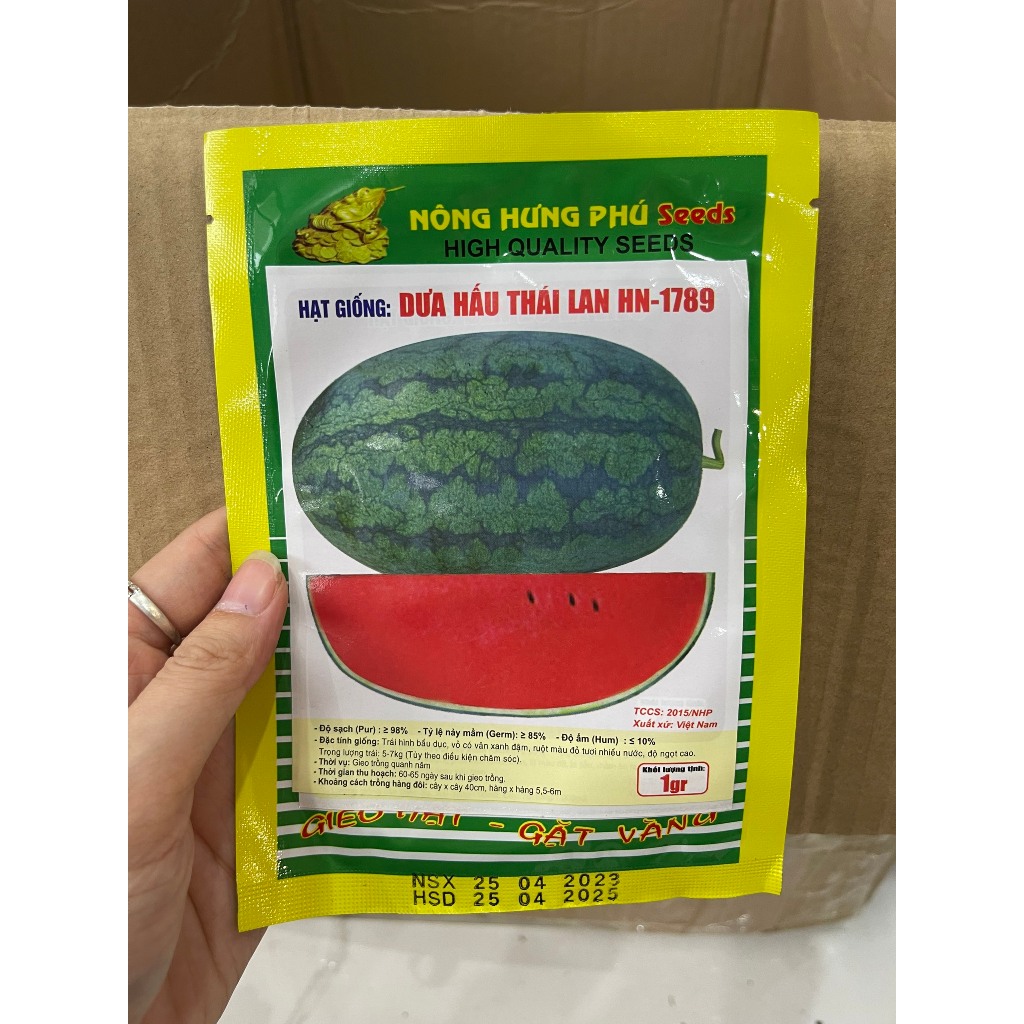 NÔNG HƯNG PHÚ Seeds
HIGH QUALITY SEEDS
HẠT GIỐNG: DƯA HẤU THÁI LAN HN-1789
TCCS: 2015/NHP
Xuất xứ: Việt Nam
- Độ sạch (Pur) : ≥ 98% - Tỷ lệ nảy mầm (Germ): ≥ 85% - Độ ẩm (Hum) : ≤ 10%
- Đặc tính giống: Trái hình bầu dục, vỏ có vân xanh đậm, ruột màu đỏ tươi nhiều nước, độ ngọt cao.
Trọng lượng trái: 5-7kg (Tùy theo điều kiện chăm sóc).
- Thời vụ: Gieo trồng quanh năm
- Thời gian thu hoạch: 60-65 ngày sau khi gieo trồng.
- Khoảng cách trồng hàng đôi: cây x cây 40cm, hàng x hàng 5,5-6m
Khối lượng tịnh:
1gr
GIEO HẠT - GẶT VÀNG
NSX 25 04 2023
HSD 25 04 2025